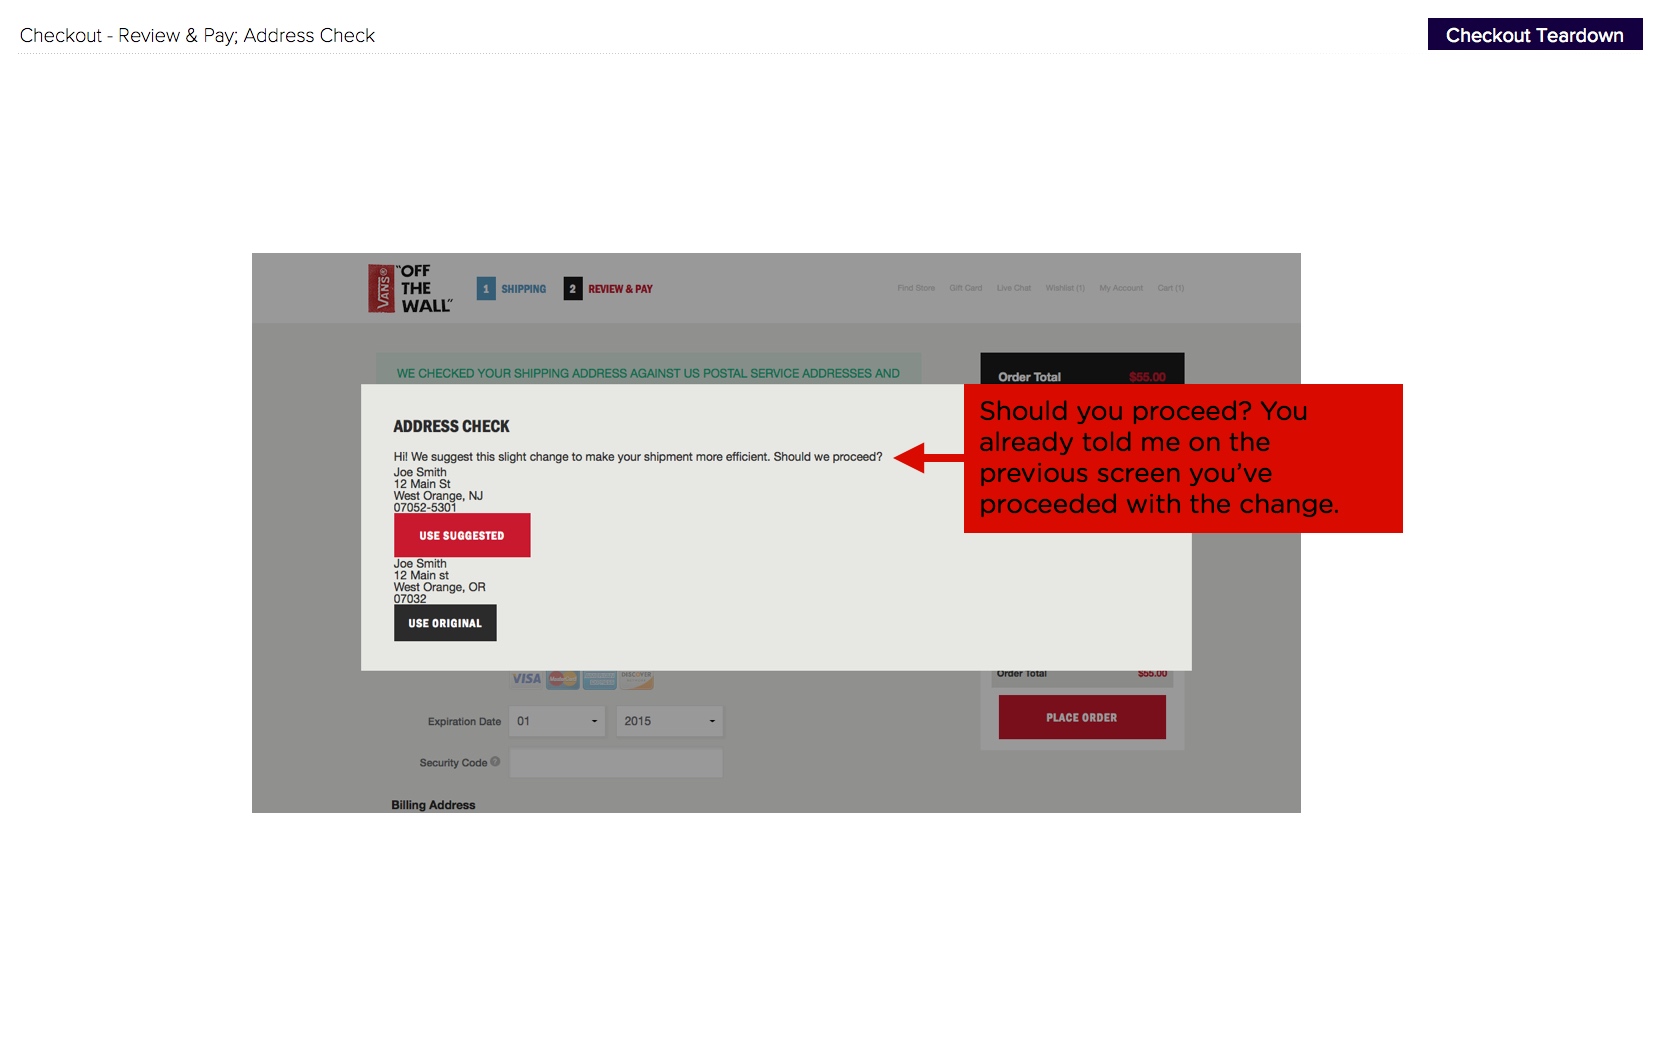 Checkout - Review & Pay; Address Check
Checkout Teardown
VANS®
"OFF
THE
WALL"
1 SHIPPING 2 REVIEW & PAY
Find Store Gift Card Live Chat Wishlist (1) My Account Cart (1)
WE CHECKED YOUR SHIPPING ADDRESS AGAINST US POSTAL SERVICE ADDRESSES AND
Order Total $55.00
ADDRESS CHECK
Hi! We suggest this slight change to make your shipment more efficient. Should we proceed?
Joe Smith
12 Main St
West Orange, NJ
07052-5301
USE SUGGESTED
Joe Smith
12 Main st
West Orange, OR
07032
USE ORIGINAL
Should you proceed? You
already told me on the
previous screen you've
proceeded with the change.
VISA MasterCard DISCOVER
Order Total $55.00
Expiration Date 01 2015
PLACE ORDER
Security Code ?
Billing Address